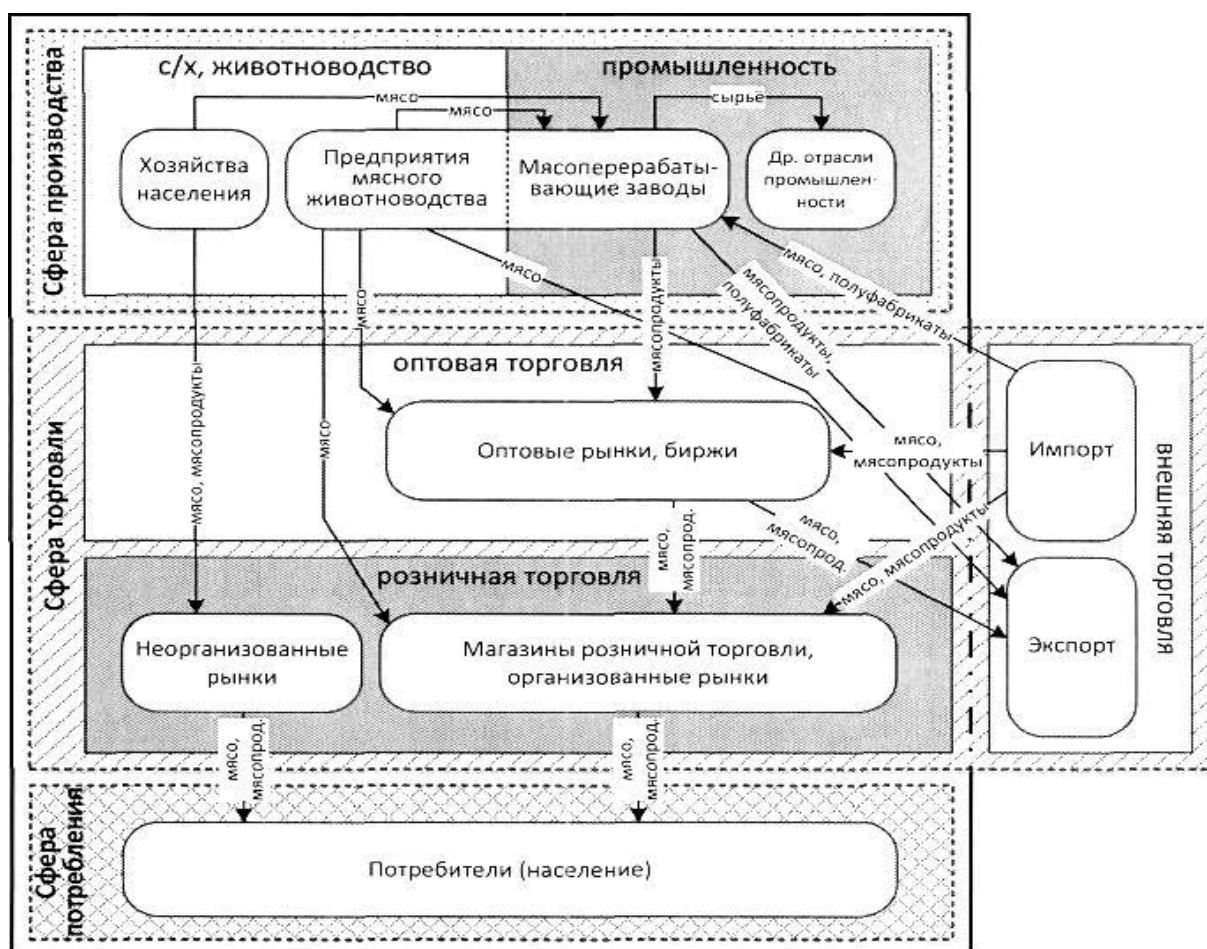 Сфера производства
с/х, животноводство
промышленность
мясо
мясо
сырьё
Хозяйства
населения
Предприятия
мясного
животноводства
Мясоперерабаты-
вающие заводы
Др. отрасли
промышлен-
ности
мясо
мясо
мясо
мясо, мясопродукты
мясопродукты
мясопродукты,
полуфабрикаты
мясо, полуфабрикаты
Сфера торговли
оптовая торговля
Оптовые рынки, биржи
мясо,
мясопродукты
Импорт
внешняя торговля
мясо,
мясопрод.
мясо,
мясопрод.
мясо, мясопродукты
розничная торговля
Неорганизованные
рынки
Магазины розничной торговли,
организованные рынки
Экспорт
мясо,
мясопрод.
мясо,
мясопрод.
Сфера
потребления
Потребители (население)